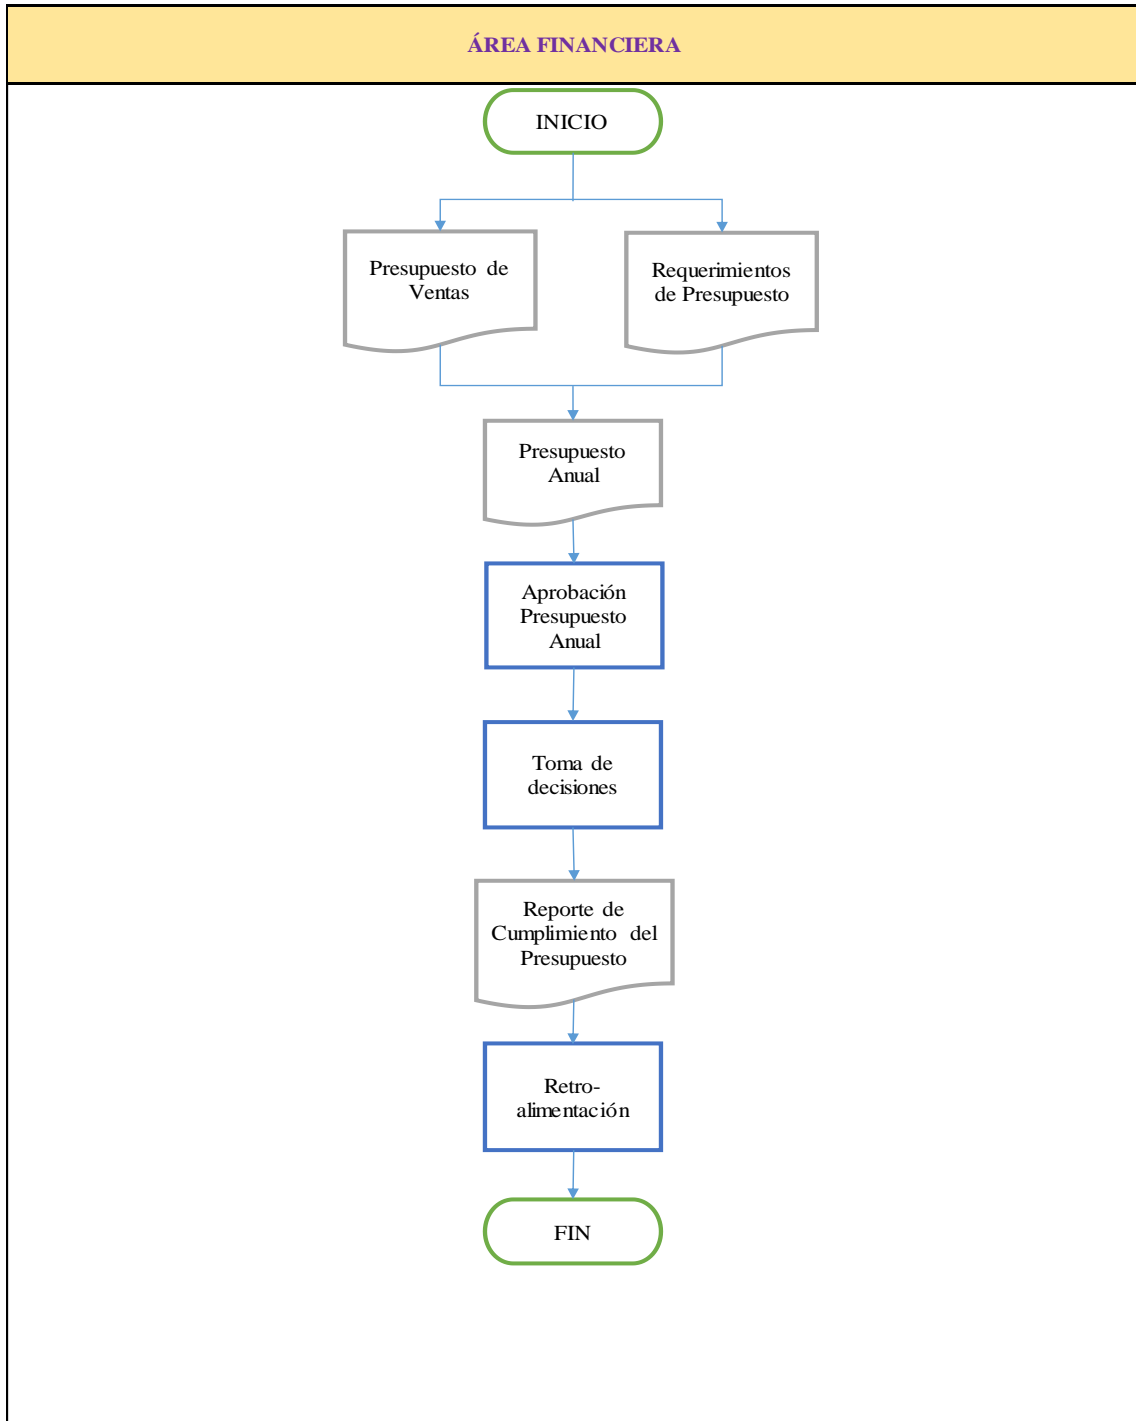 ÁREA FINANCIERA
INICIO
Presupuesto de
Ventas
Requerimientos
de Presupuesto
Presupuesto
Anual
Aprobación
Presupuesto
Anual
Toma de
decisiones
Reporte de
Cumplimiento del
Presupuesto
Retro-
alimentación
FIN